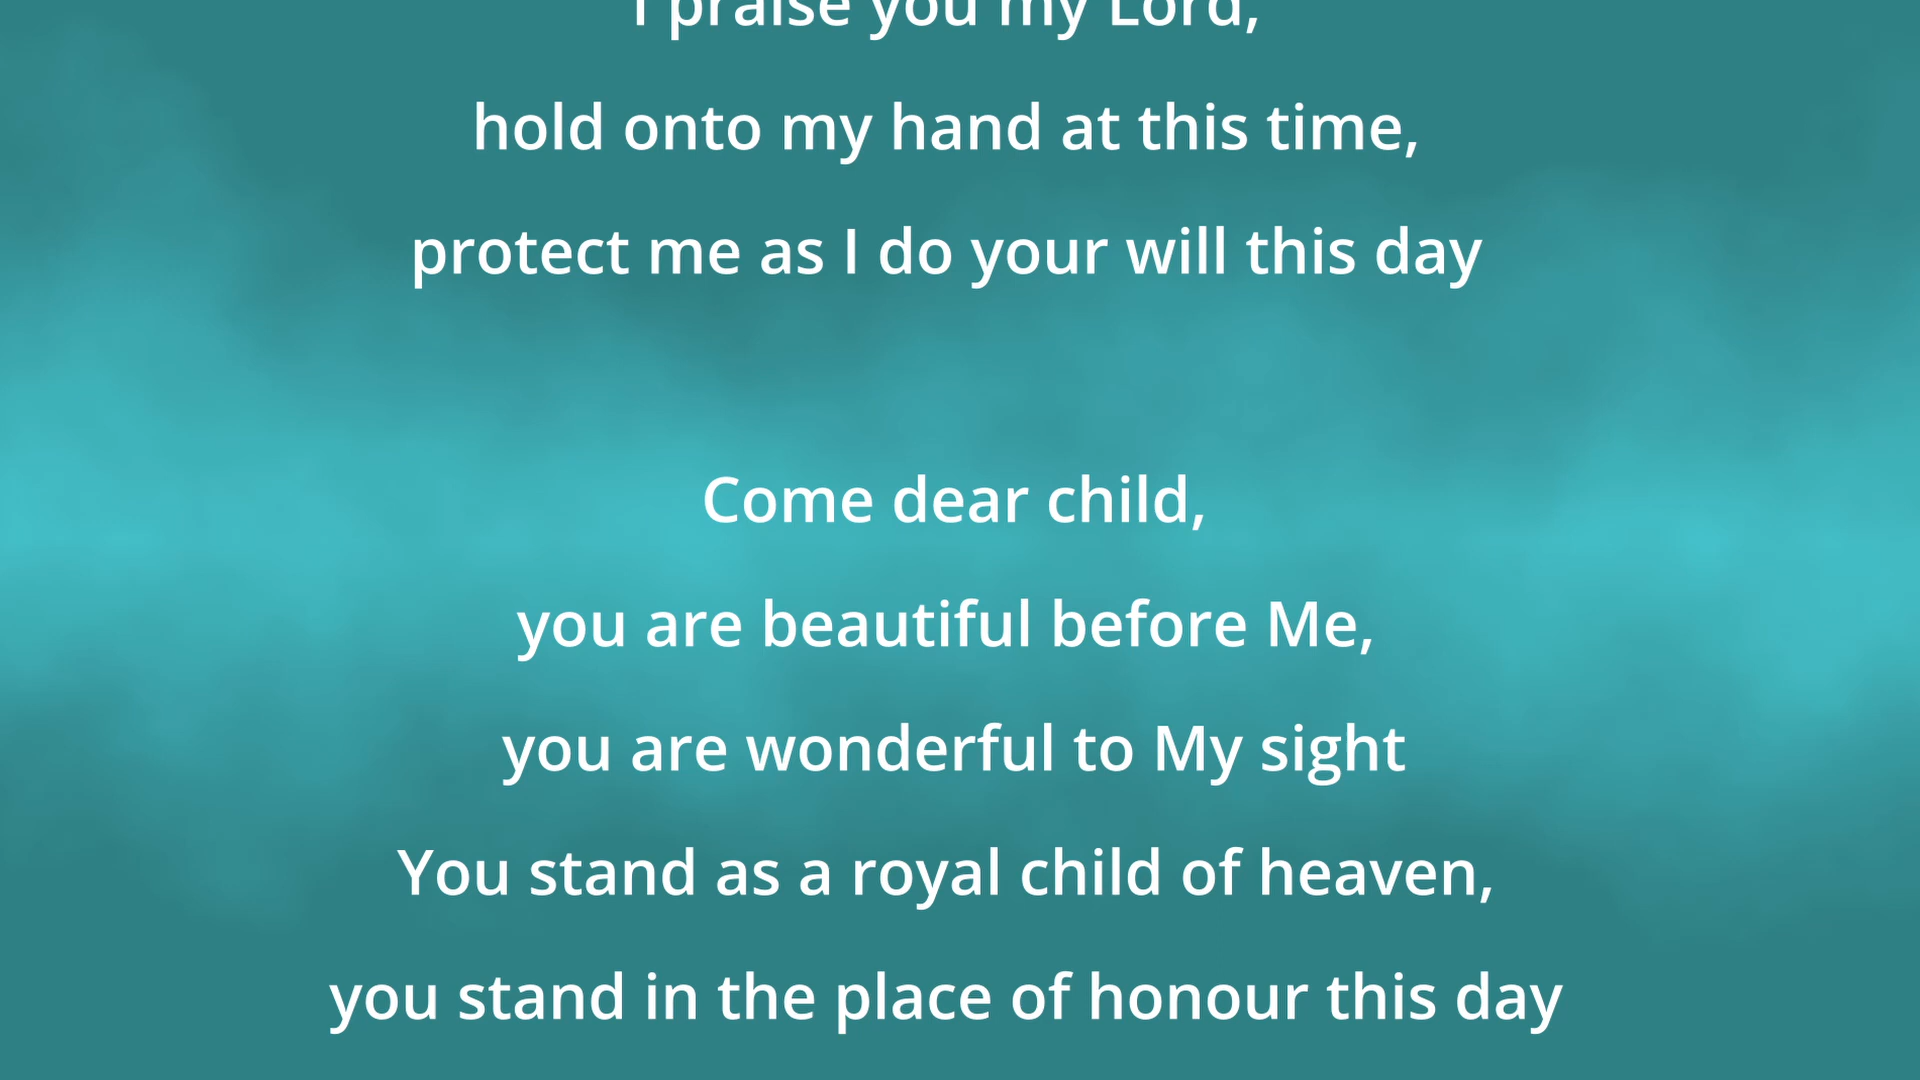 I praise you my Lord,
hold onto my hand at this time,
protect me as I do your will this day
Come dear child,
you are beautiful before Me,
you are wonderful to My sight
You stand as a royal child of heaven,
you stand in the place of honour this day